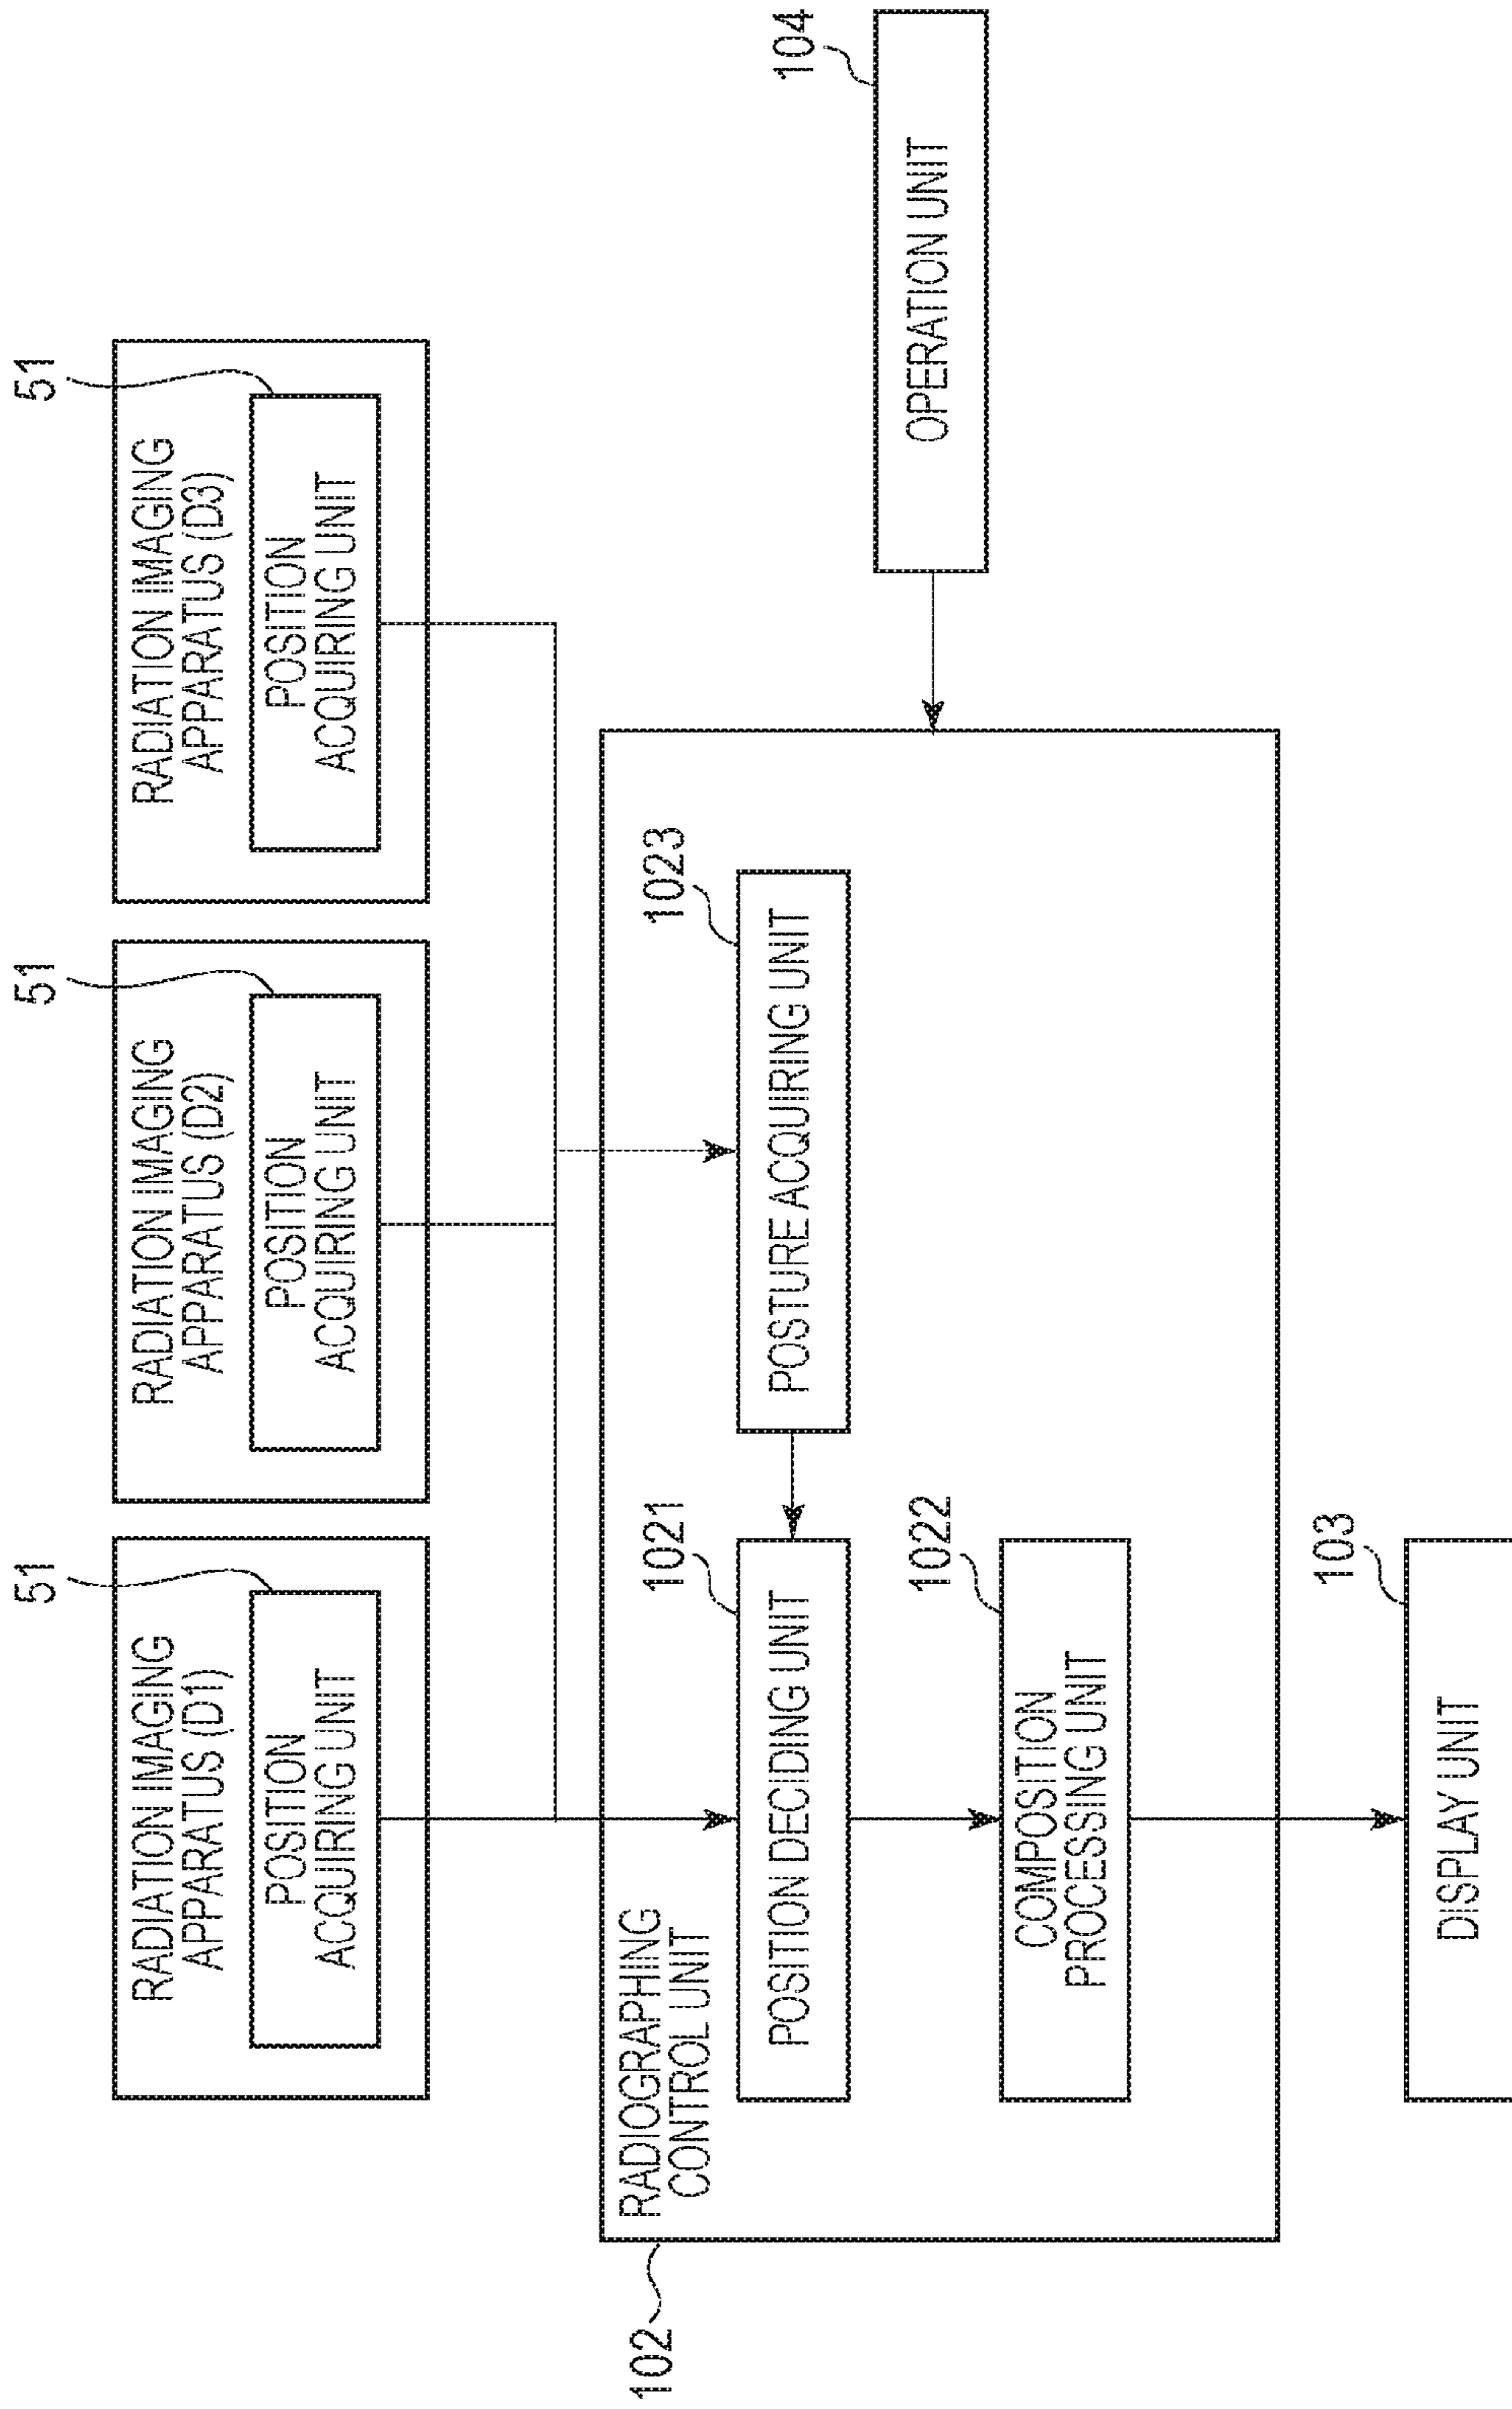 51
RADIATION IMAGING
APPARATUS (D1)
POSITION
ACQUIRING UNIT
51
RADIATION IMAGING
APPARATUS (D2)
POSITION
ACQUIRING UNIT
51
RADIATION IMAGING
APPARATUS (D3)
POSITION
ACQUIRING UNIT
102
RADIOGRAPHING
CONTROL UNIT
1021
POSITION DECIDING UNIT
1023
POSTURE ACQUIRING UNIT
104
OPERATION UNIT
1022
COMPOSITION
PROCESSING UNIT
103
DISPLAY UNIT